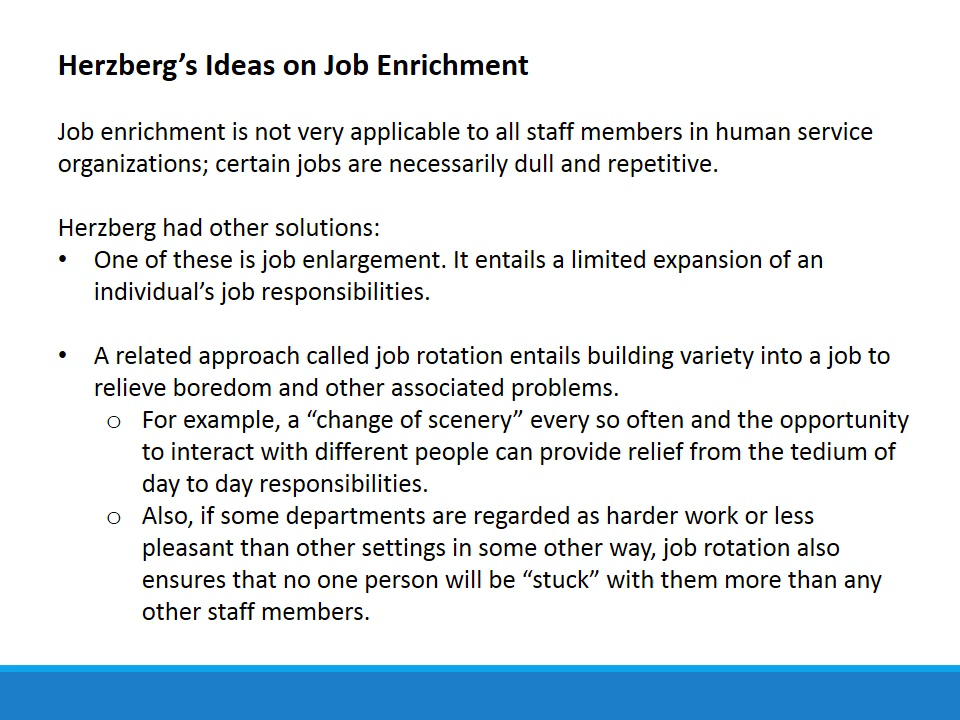 Herzberg’s Ideas on Job Enrichment
Job enrichment is not very applicable to all staff members in human service
organizations; certain jobs are necessarily dull and repetitive.
Herzberg had other solutions:
• One of these is job enlargement. It entails a limited expansion of an
individual’s job responsibilities.
• A related approach called job rotation entails building variety into a job to
relieve boredom and other associated problems.
o For example, a “change of scenery” every so often and the opportunity
to interact with different people can provide relief from the tedium of
day to day responsibilities.
o Also, if some departments are regarded as harder work or less
pleasant than other settings in some other way, job rotation also
ensures that no one person will be “stuck” with them more than any
other staff members.